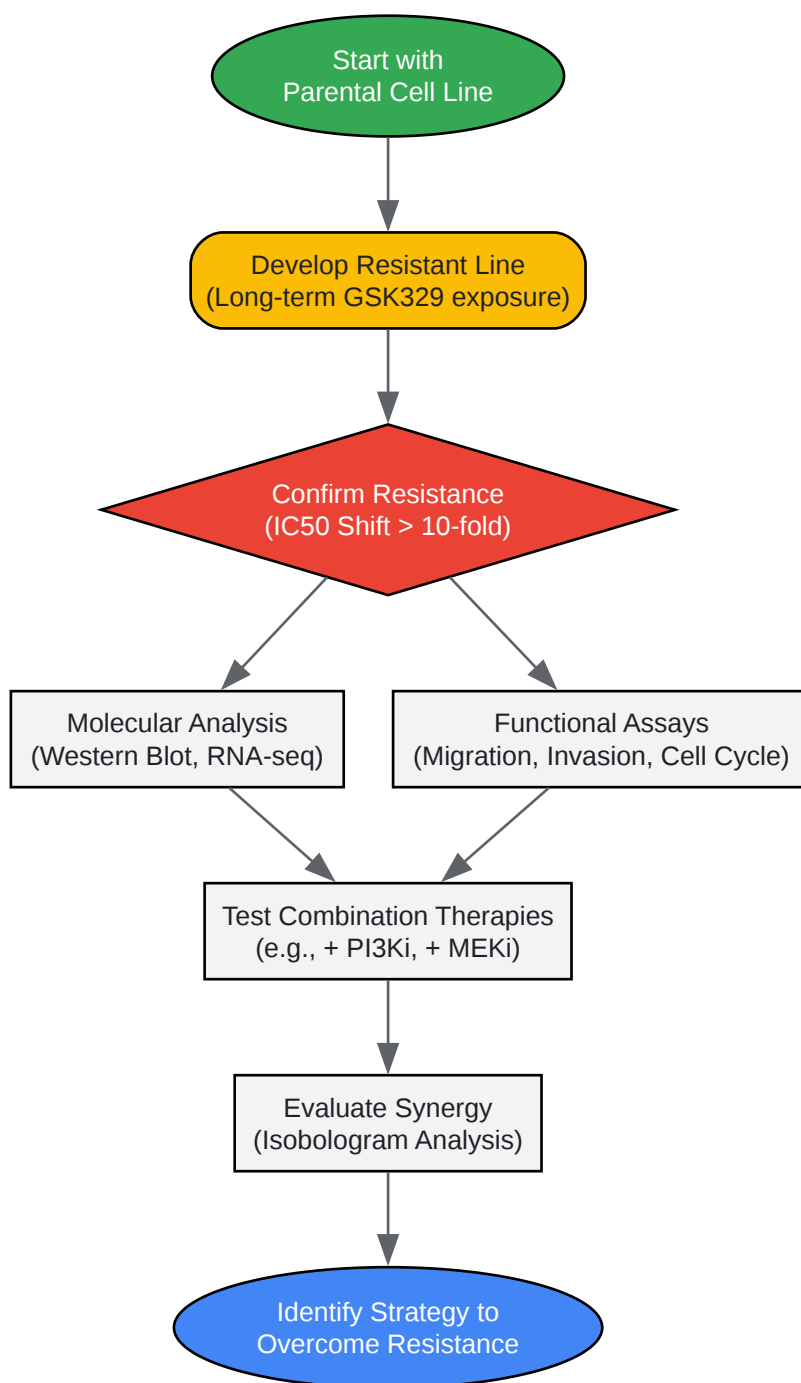 Start with
Parental Cell Line
Develop Resistant Line
(Long-term GSK329 exposure)
Confirm Resistance
(IC50 Shift > 10-fold)
Molecular Analysis
(Western Blot, RNA-seq)
Functional Assays
(Migration, Invasion, Cell Cycle)
Test Combination Therapies
(e.g., + PI3Ki, + MEKi)
Evaluate Synergy
(Isobologram Analysis)
Identify Strategy to
Overcome Resistance